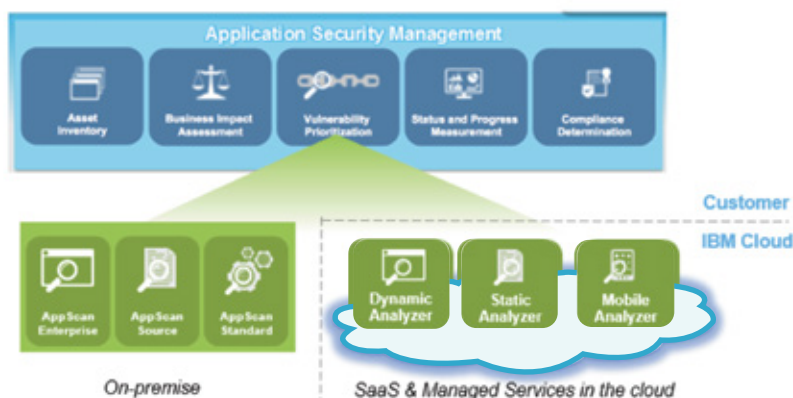 Application Security Management
Asset
Inventory
Business Impact
Assessment
Vulnerability
Prioritization
Status and Progress
Measurement
Compliance
Determination
Customer
IBM Cloud
AppScan
Enterprise
AppScan
Source
AppScan
Standard
Dynamic
Analyzer
Static
Analyzer
Mobile
Analyzer
On-premise
SaaS & Managed Services in the cloud